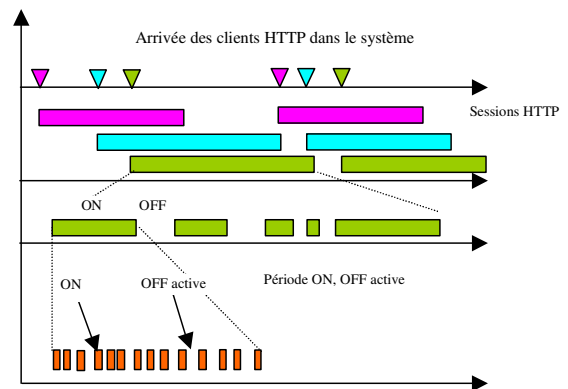 Arrivée des clients HTTP dans le système
Sessions HTTP
ON OFF
ON OFF active Période ON, OFF active